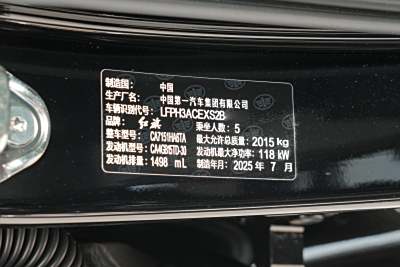 制造国： 中国
生产厂名： 中国第一汽车集团有限公司
车辆识别代号： LFPH3ACEXS2B
品牌： 红旗 乘坐人数： 5
整车型号： CA7151HA6TA 最大允许总质量： 2015 kg
发动机型号： CA4GB15TD-30 发动机最大净功率： 118 kW
发动机排量： 1498 mL 制造年月： 2025 年 7 月